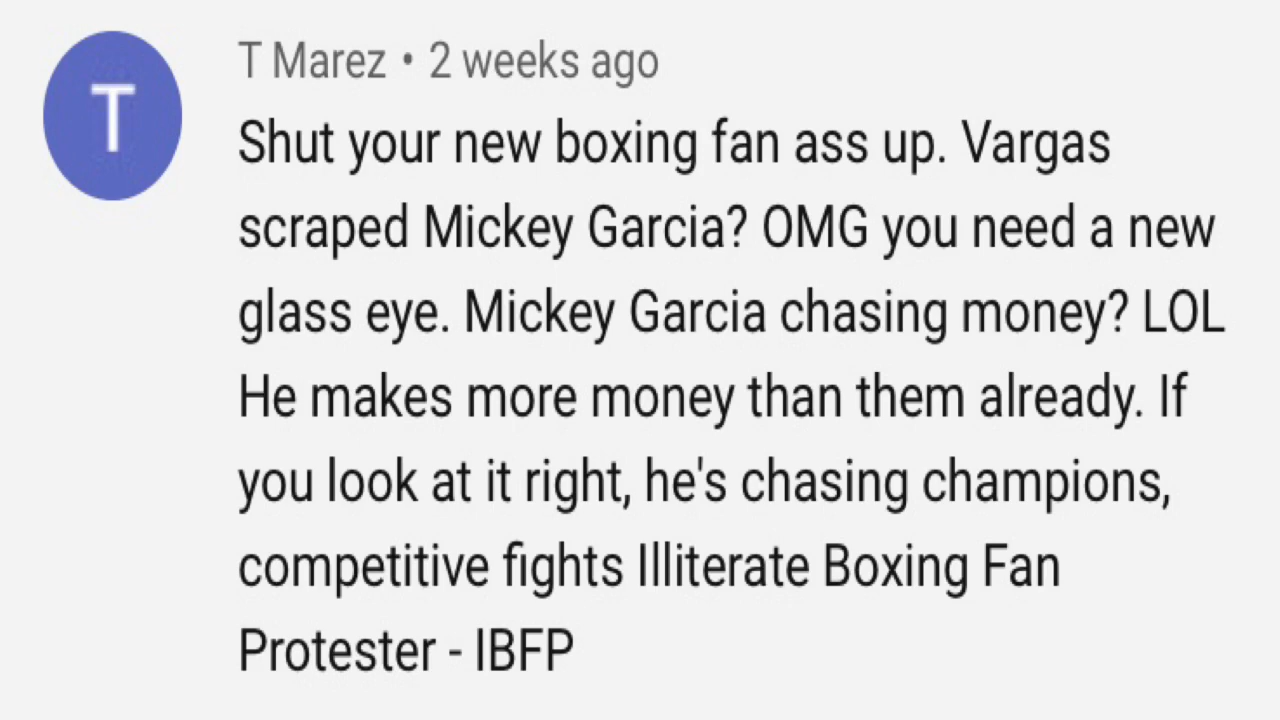 T
T Marez • 2 weeks ago
Shut your new boxing fan ass up. Vargas
scraped Mickey Garcia? OMG you need a new
glass eye. Mickey Garcia chasing money? LOL
He makes more money than them already. If
you look at it right, he's chasing champions,
competitive fights Illiterate Boxing Fan
Protester - IBFP